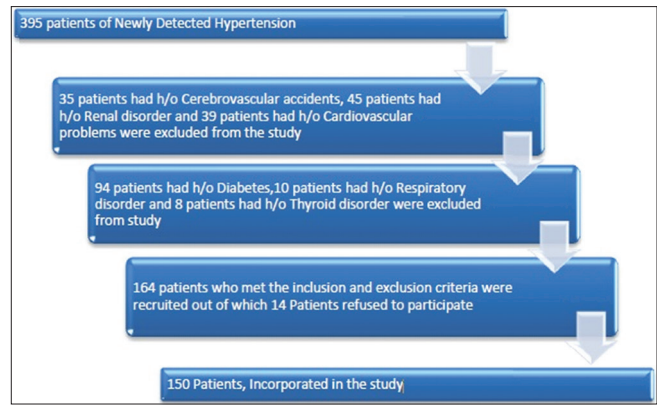 395 patients of Newly Detected Hypertension
35 patients had h/o Cerebrovascular accidents, 45 patients had
h/o Renal disorder and 39 patients had h/o Cardiovascular
problems were excluded from the study
94 patients had h/o Diabetes,10 patients had h/o Respiratory
disorder and 8 patients had h/o Thyroid disorder were excluded
from study
164 patients who met the inclusion and exclusion criteria were
recruited out of which 14 Patients refused to participate
150 Patients, Incorporated in the study